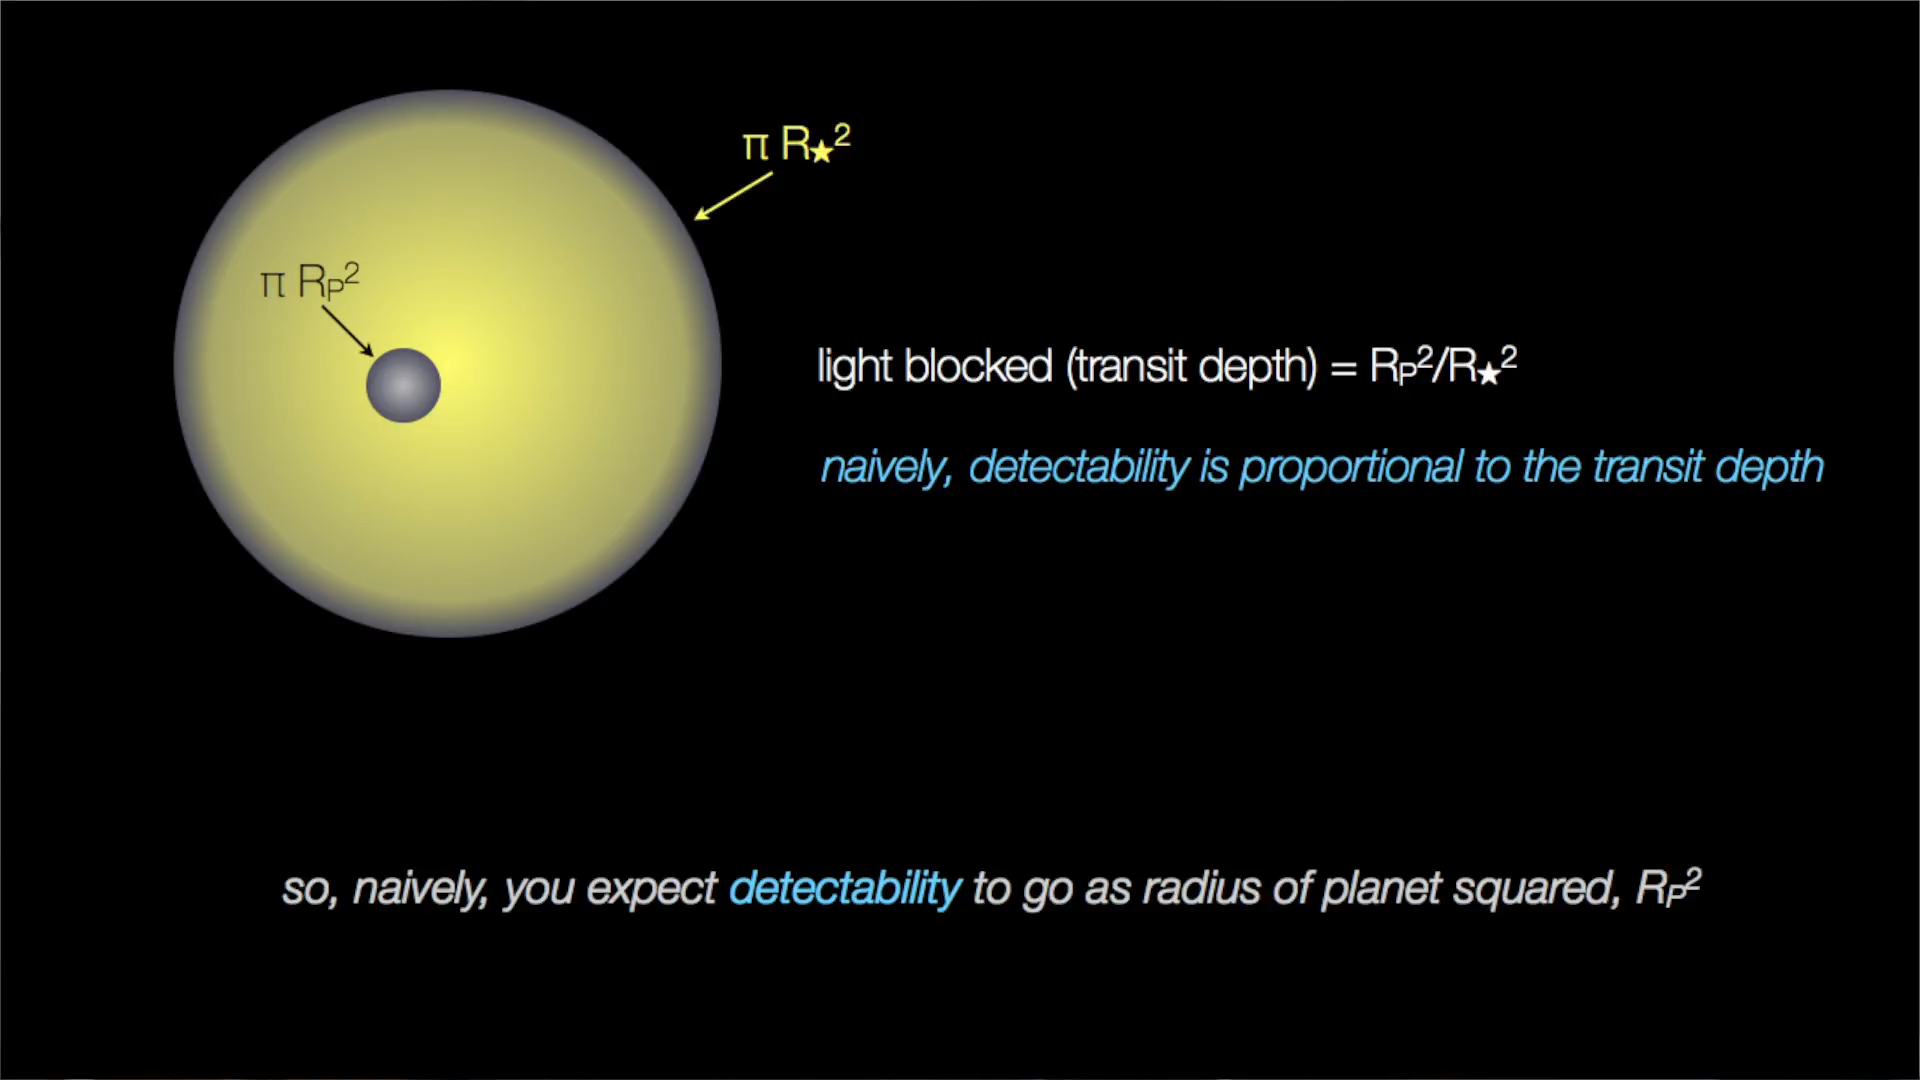 π R★²
π Rₚ²
light blocked (transit depth) = Rₚ²/R★²
naively, detectability is proportional to the transit depth
so, naively, you expect detectability to go as radius of planet squared, Rₚ²